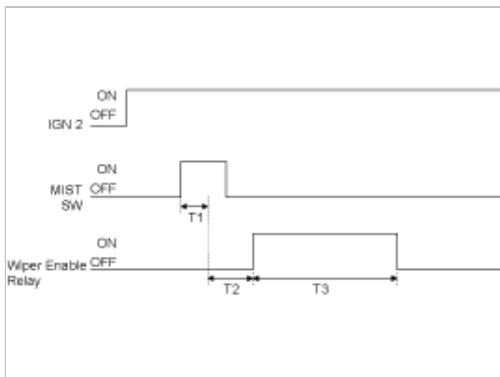 ON
OFF
IGN 2
ON
MIST OFF
SW
T1
ON
Wiper Enable OFF
Relay
T2 T3